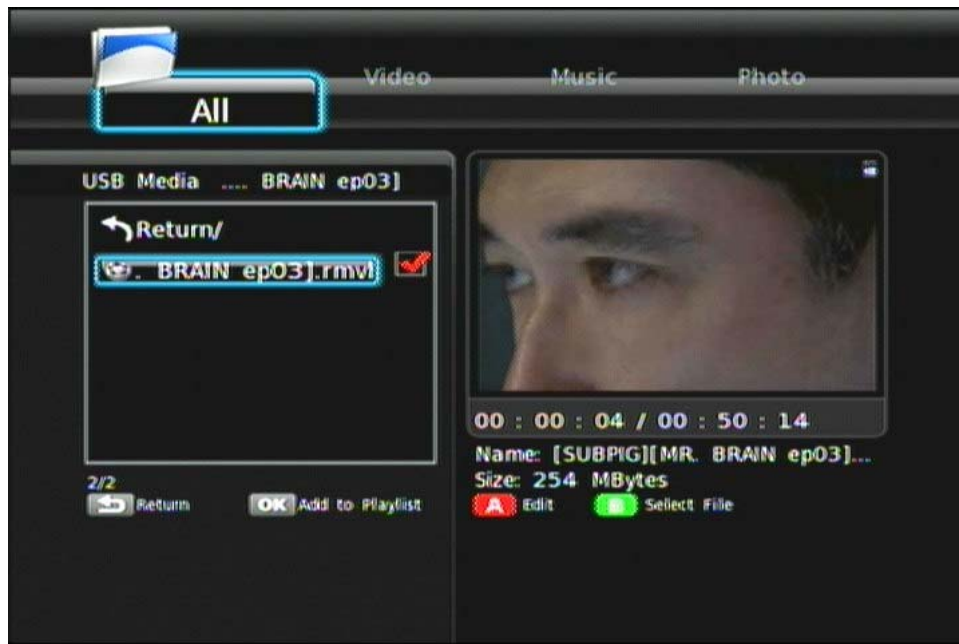 All
Video
Music
Photo
USB Media .... BRAIN ep03]
Return/
. BRAIN ep03].rmvb
2/2
Return
OK Add to Playlist
00 : 00 : 04 / 00 : 50 : 14
Name: [SUBPIG][MR. BRAIN ep03]...
Size: 254 MBytes
A Edit
B Select File